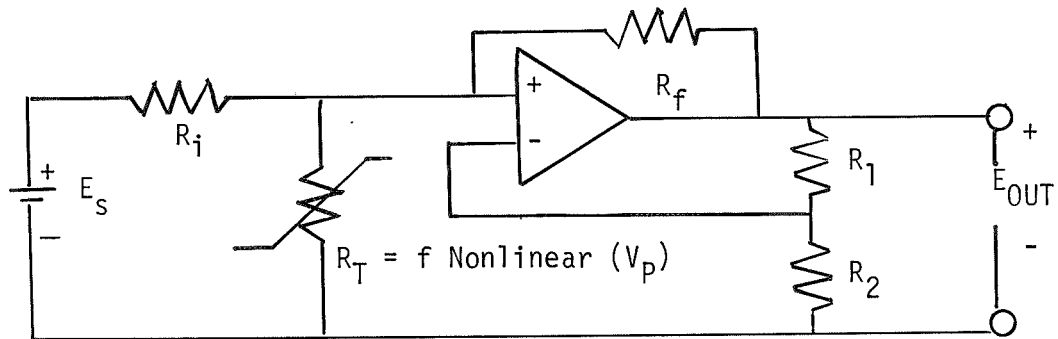 R_f
+
R_i
-
+
E_s
–
R_T = f Nonlinear (V_P)
R_1
R_2
+
E_OUT
-